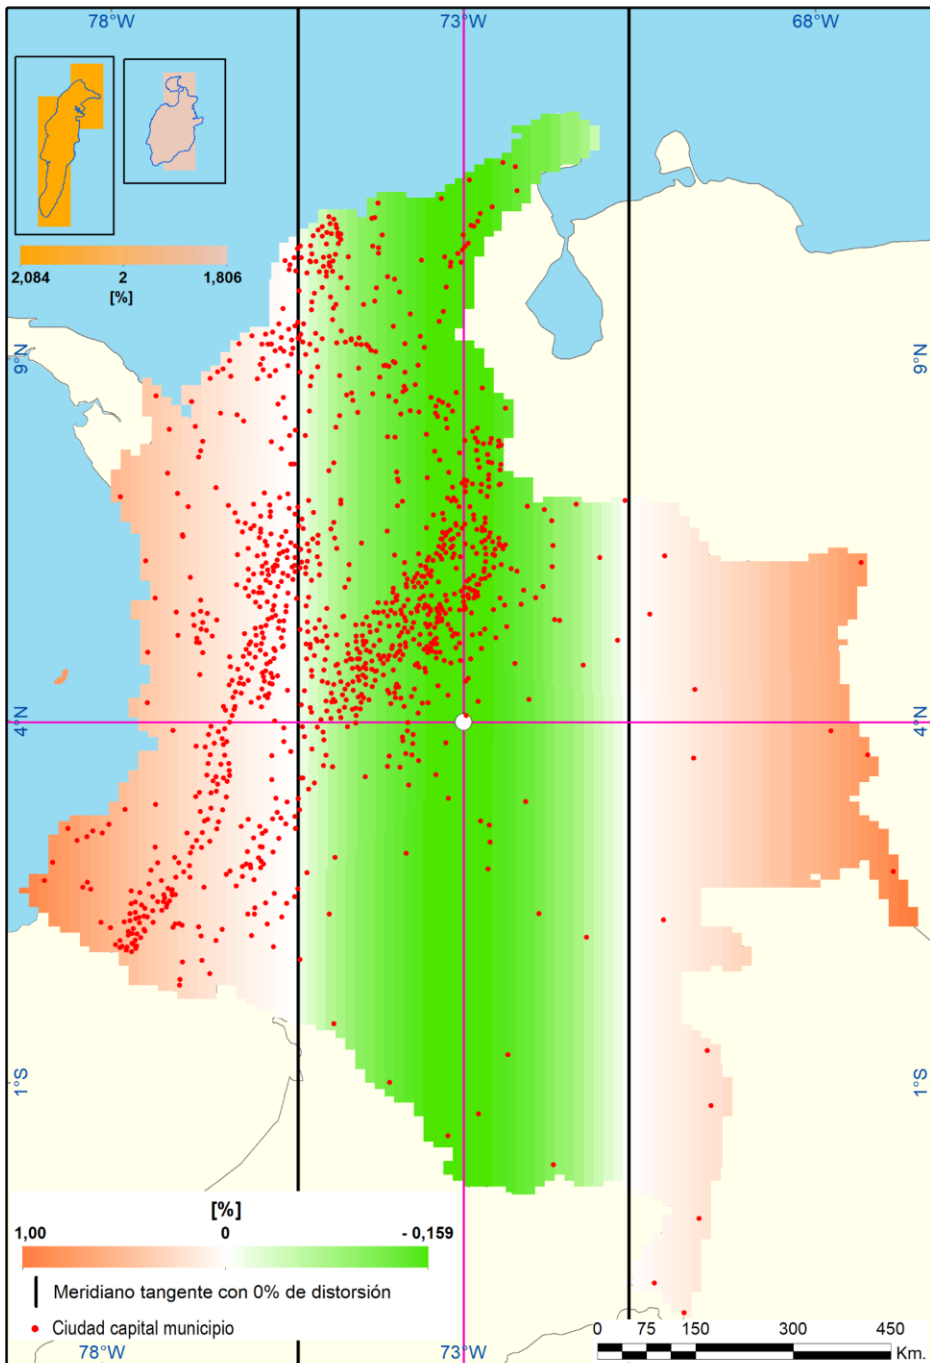 78°W
73°W
68°W
2,084 2 1,806
[%]
9°N
9°N
4°N
4°N
1°S
1°S
[%]
1,00 0 - 0,159
Meridiano tangente con 0% de distorsión
Ciudad capital municipio
0 75 150 300 450
Km.
78°W
73°W